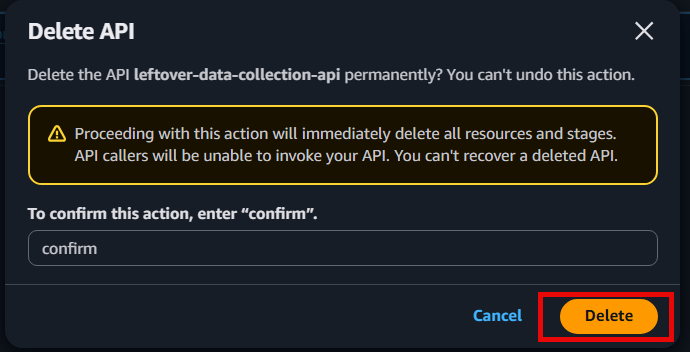 Delete API
Delete the API leftover-data-collection-api permanently? You can't undo this action.
Proceeding with this action will immediately delete all resources and stages.
API callers will be unable to invoke your API. You can't recover a deleted API.
To confirm this action, enter “confirm”.
confirm
Cancel
Delete